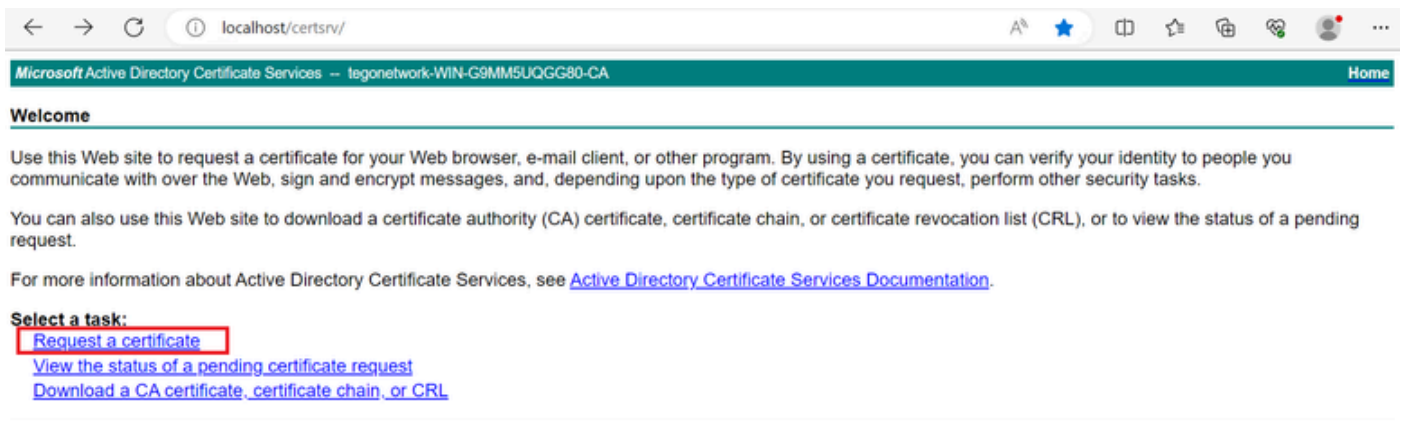 localhost/certsrv/
Microsoft Active Directory Certificate Services -- tegonetwork-WIN-G9MM5UQGG80-CA Home
Welcome
Use this Web site to request a certificate for your Web browser, e-mail client, or other program. By using a certificate, you can verify your identity to people you
communicate with over the Web, sign and encrypt messages, and, depending upon the type of certificate you request, perform other security tasks.
You can also use this Web site to download a certificate authority (CA) certificate, certificate chain, or certificate revocation list (CRL), or to view the status of a pending
request.
For more information about Active Directory Certificate Services, see Active Directory Certificate Services Documentation.
Select a task:
Request a certificate
View the status of a pending certificate request
Download a CA certificate, certificate chain, or CRL